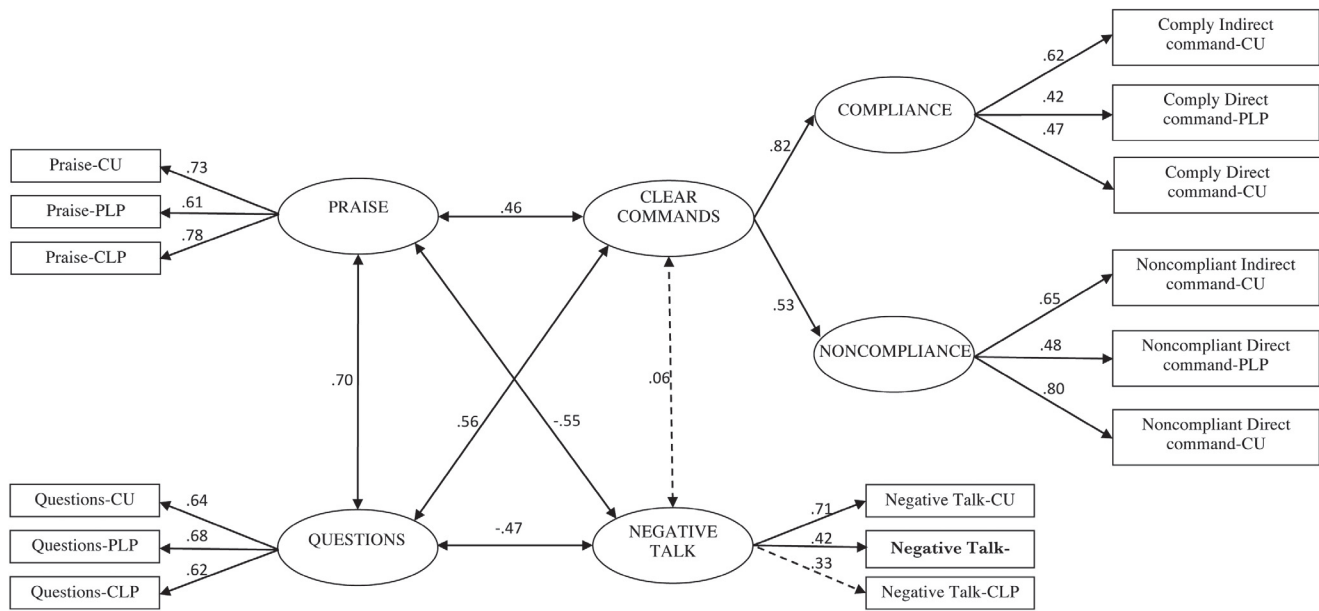 Comply Indirect
command-CU
.62
COMPLIANCE
.42
Comply Direct
command-PLP
.47
.82
Praise-CU
.73
Comply Direct
command-CU
Praise-PLP
.61
PRAISE
.46
CLEAR
COMMANDS
Praise-CLP
.78
Noncompliant Indirect
command-CU
.65
.53
NONCOMPLIANCE
.48
Noncompliant Direct
command-PLP
.80
.70
.06
.56
-.55
Noncompliant Direct
command-CU
Questions-CU
.64
.71
Negative Talk-CU
Questions-PLP
.68
QUESTIONS
-.47
NEGATIVE
TALK
.42
Negative Talk-
Questions-CLP
.62
.33
Negative Talk-CLP